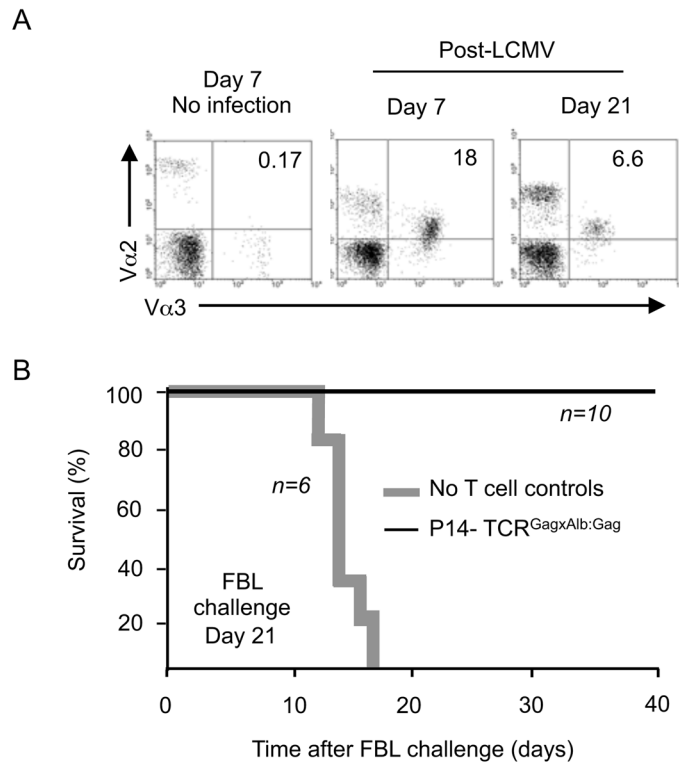 A
Post-LCMV
Day 7
No infection
Day 7
Day 21
0.17
18
6.6
Vα2
Vα3
B
100
80
60
40
20
Survival (%)
n=10
n=6
No T cell controls
P14- TCRGagxAlb:Gag
FBL
challenge
Day 21
0
10
20
30
40
Time after FBL challenge (days)